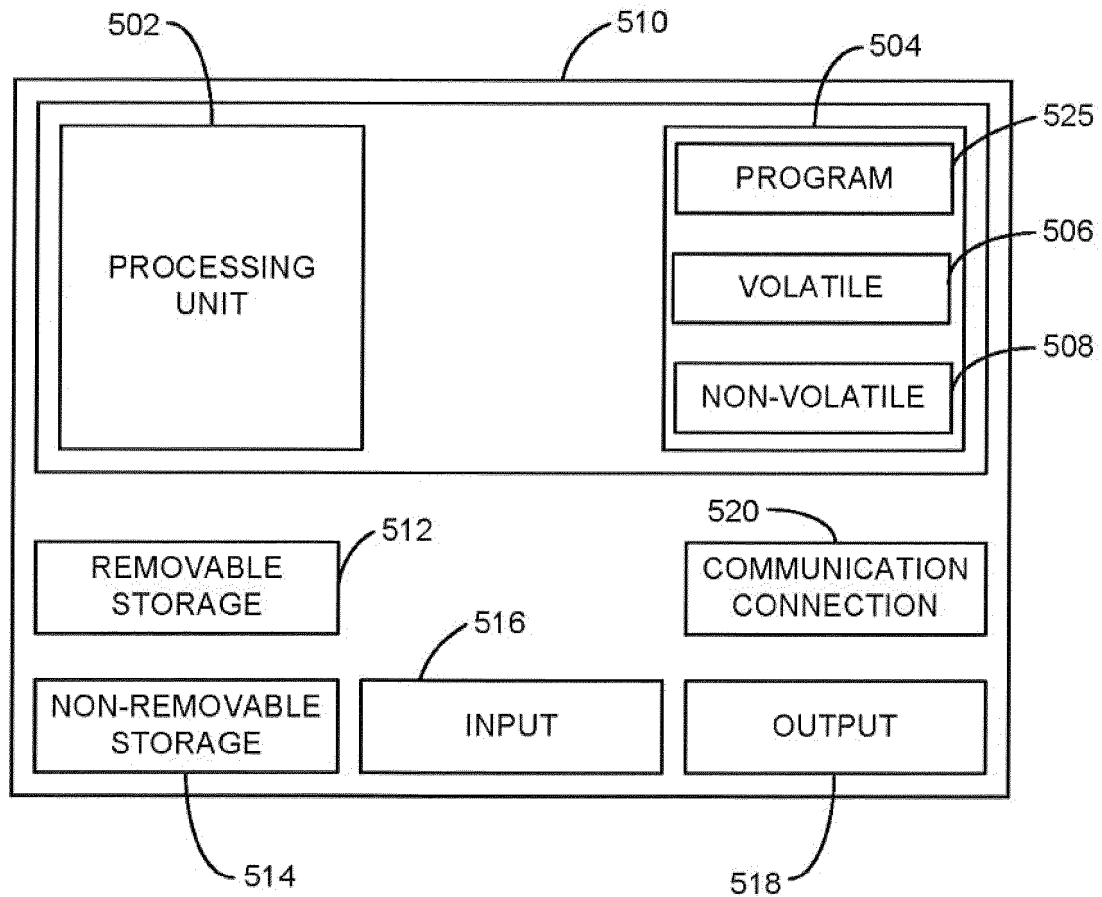 502
510
504
525
PROGRAM
506
PROCESSING
UNIT
VOLATILE
508
NON-VOLATILE
512
520
REMOVABLE
STORAGE
COMMUNICATION
CONNECTION
516
NON-REMOVABLE
STORAGE
INPUT
OUTPUT
514
518